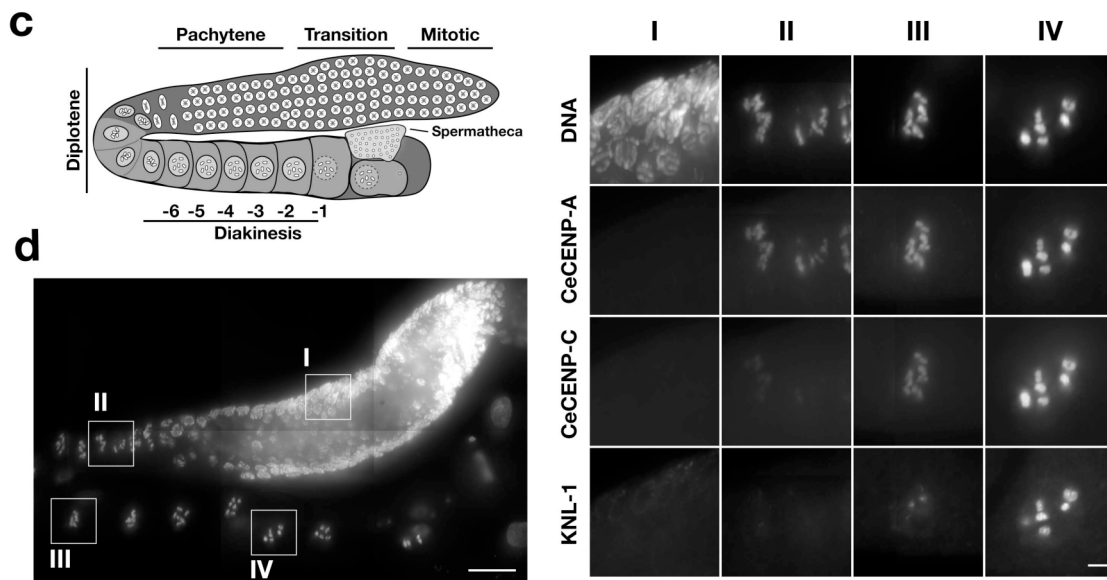 c
Pachytene Transition Mitotic
Diplotene
Spermatheca
-6 -5 -4 -3 -2 -1
Diakinesis
d
I
II
III
IV
I II III IV
DNA
CeCENP-A
CeCENP-C
KNL-1